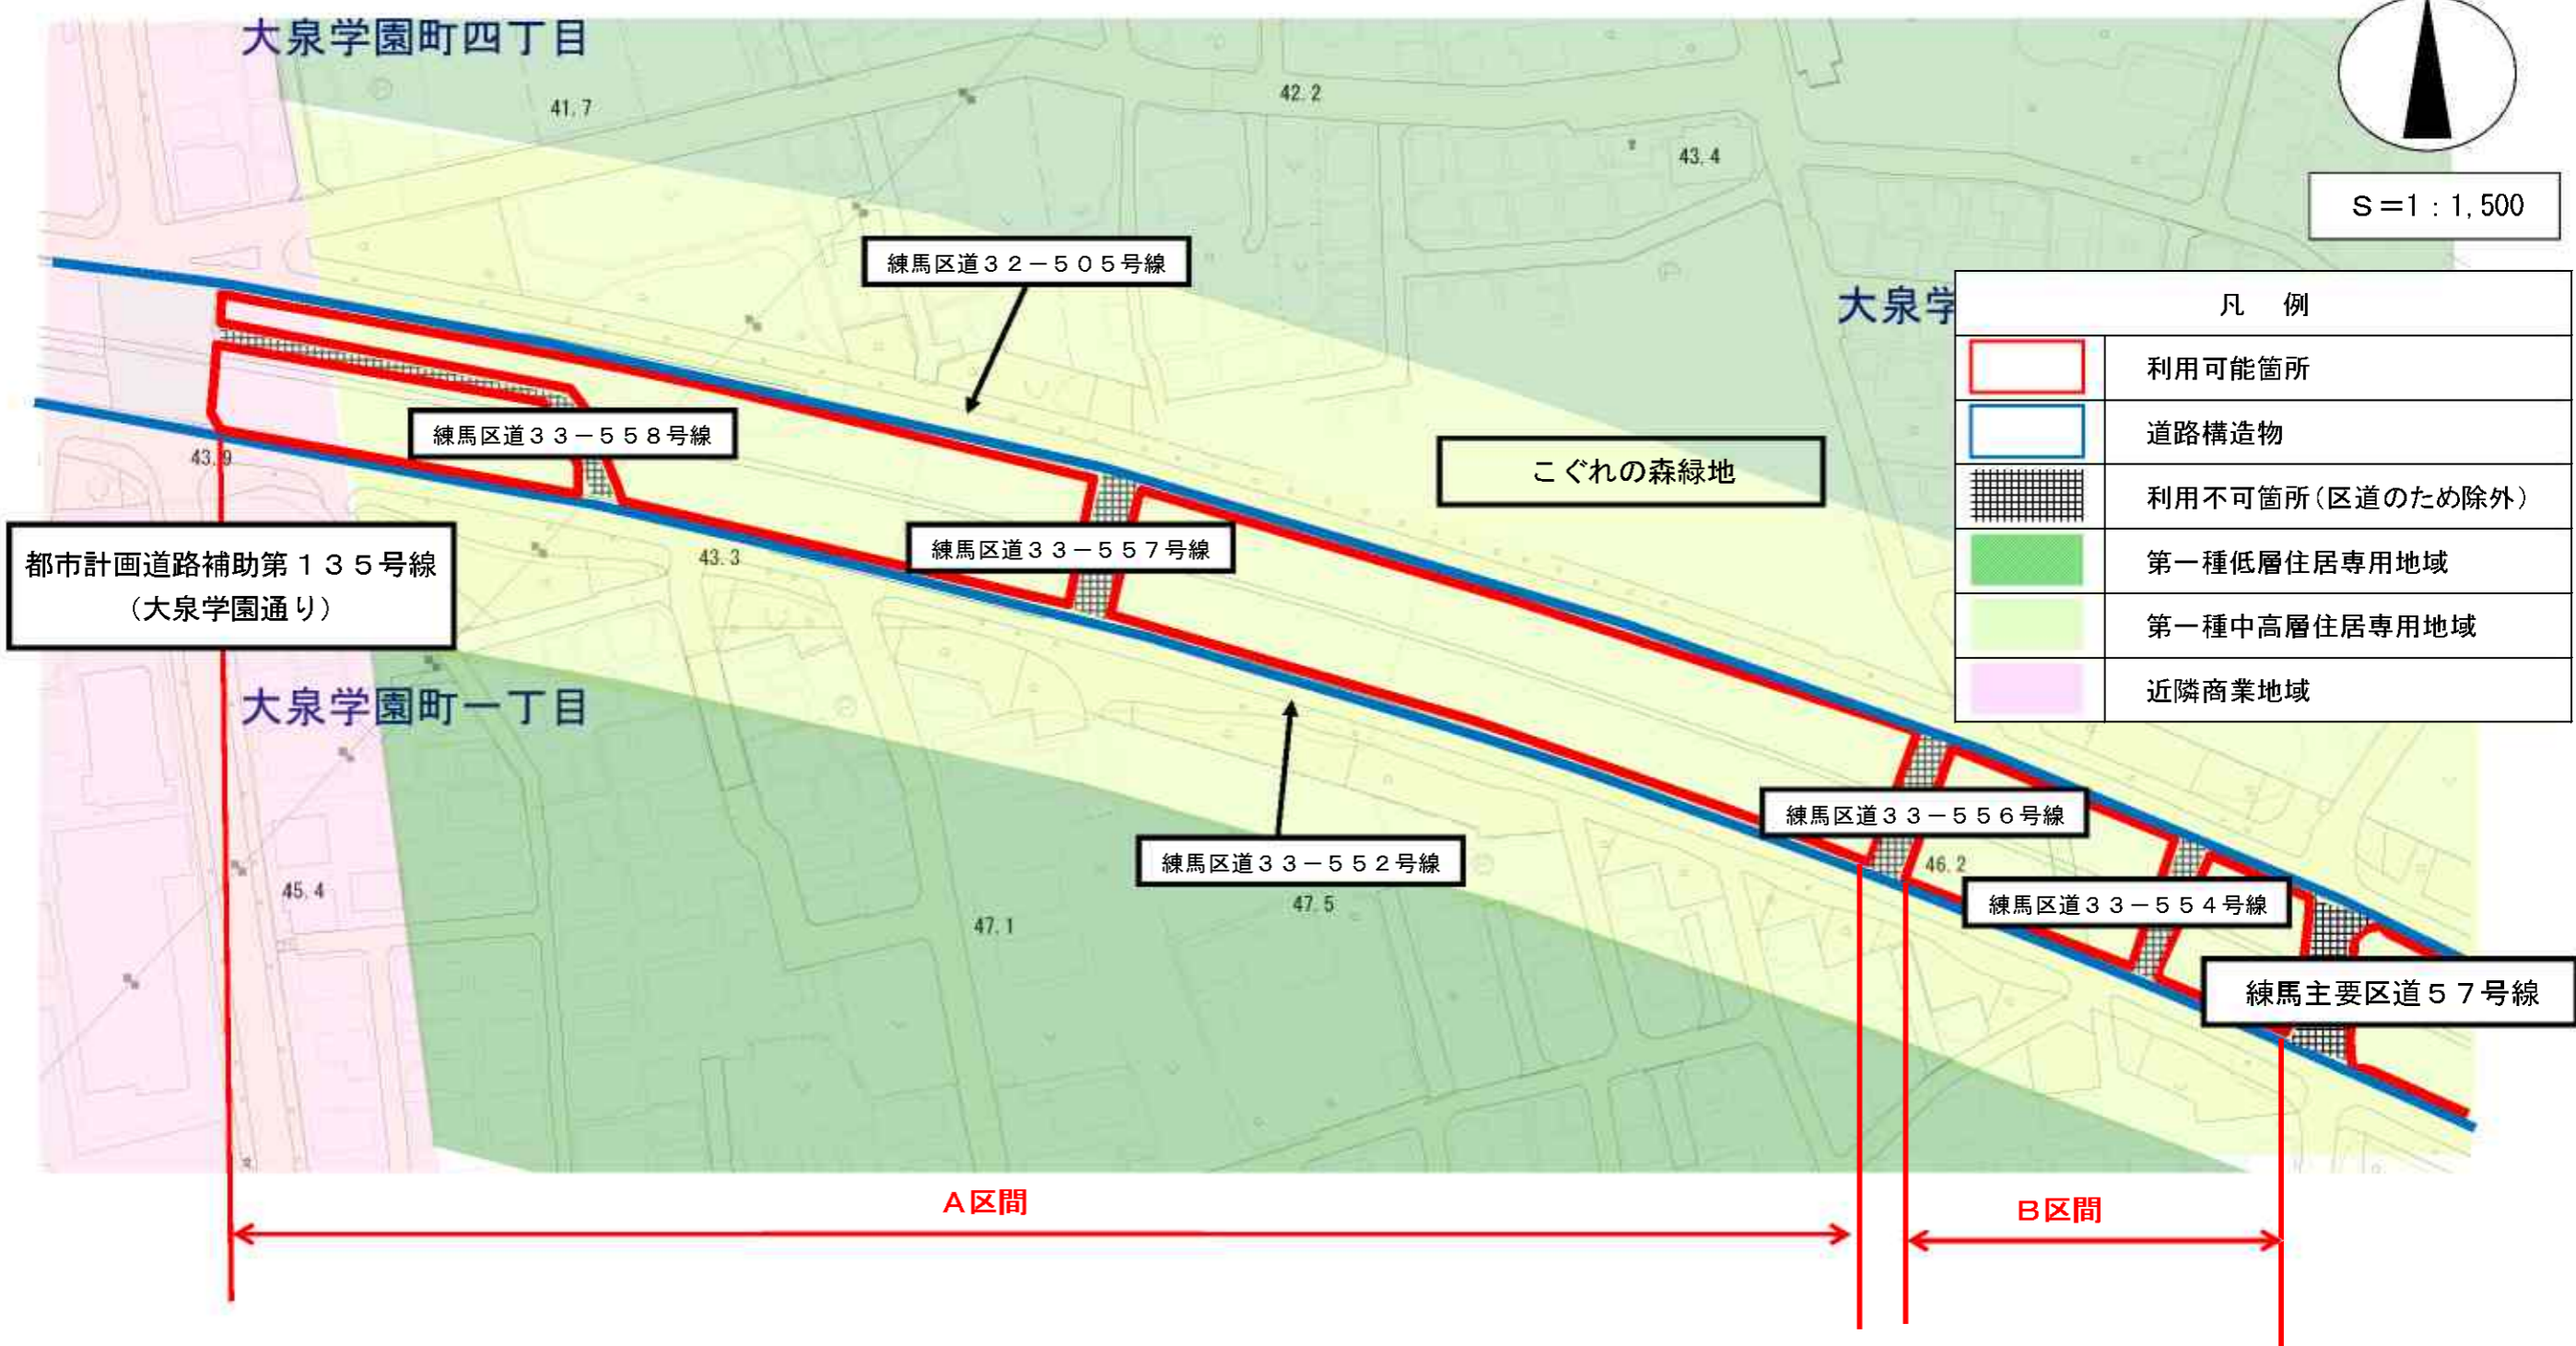 大泉学園町四丁目
41.7
42.2
43.4
S=1:1,500
練馬区道32-505号線
大泉学
凡 例
利用可能箇所
道路構造物
利用不可箇所(区道のため除外)
第一種低層住居専用地域
第一種中高層住居専用地域
近隣商業地域
練馬区道33-558号線
43.9
こぐれの森緑地
都市計画道路補助第135号線
(大泉学園通り)
43.3
練馬区道33-557号線
大泉学園町一丁目
練馬区道33-556号線
練馬区道33-552号線
46.2
45.4
47.1
47.5
練馬区道33-554号線
練馬主要区道57号線
A区間
B区間